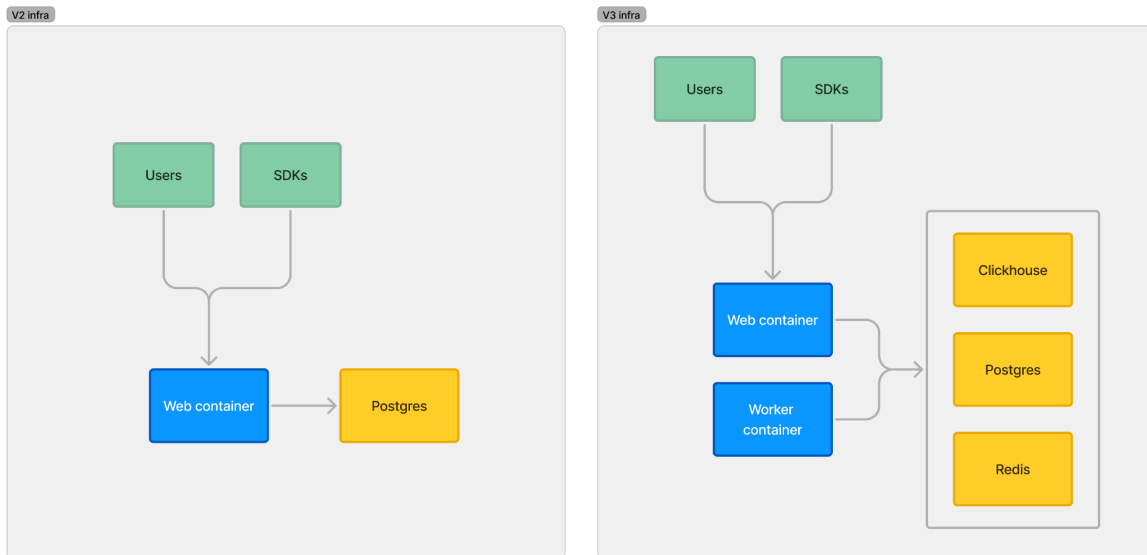 V2 infra
Users
SDKs
Web container
Postgres
V3 infra
Users
SDKs
Web container
Worker
container
Clickhouse
Postgres
Redis